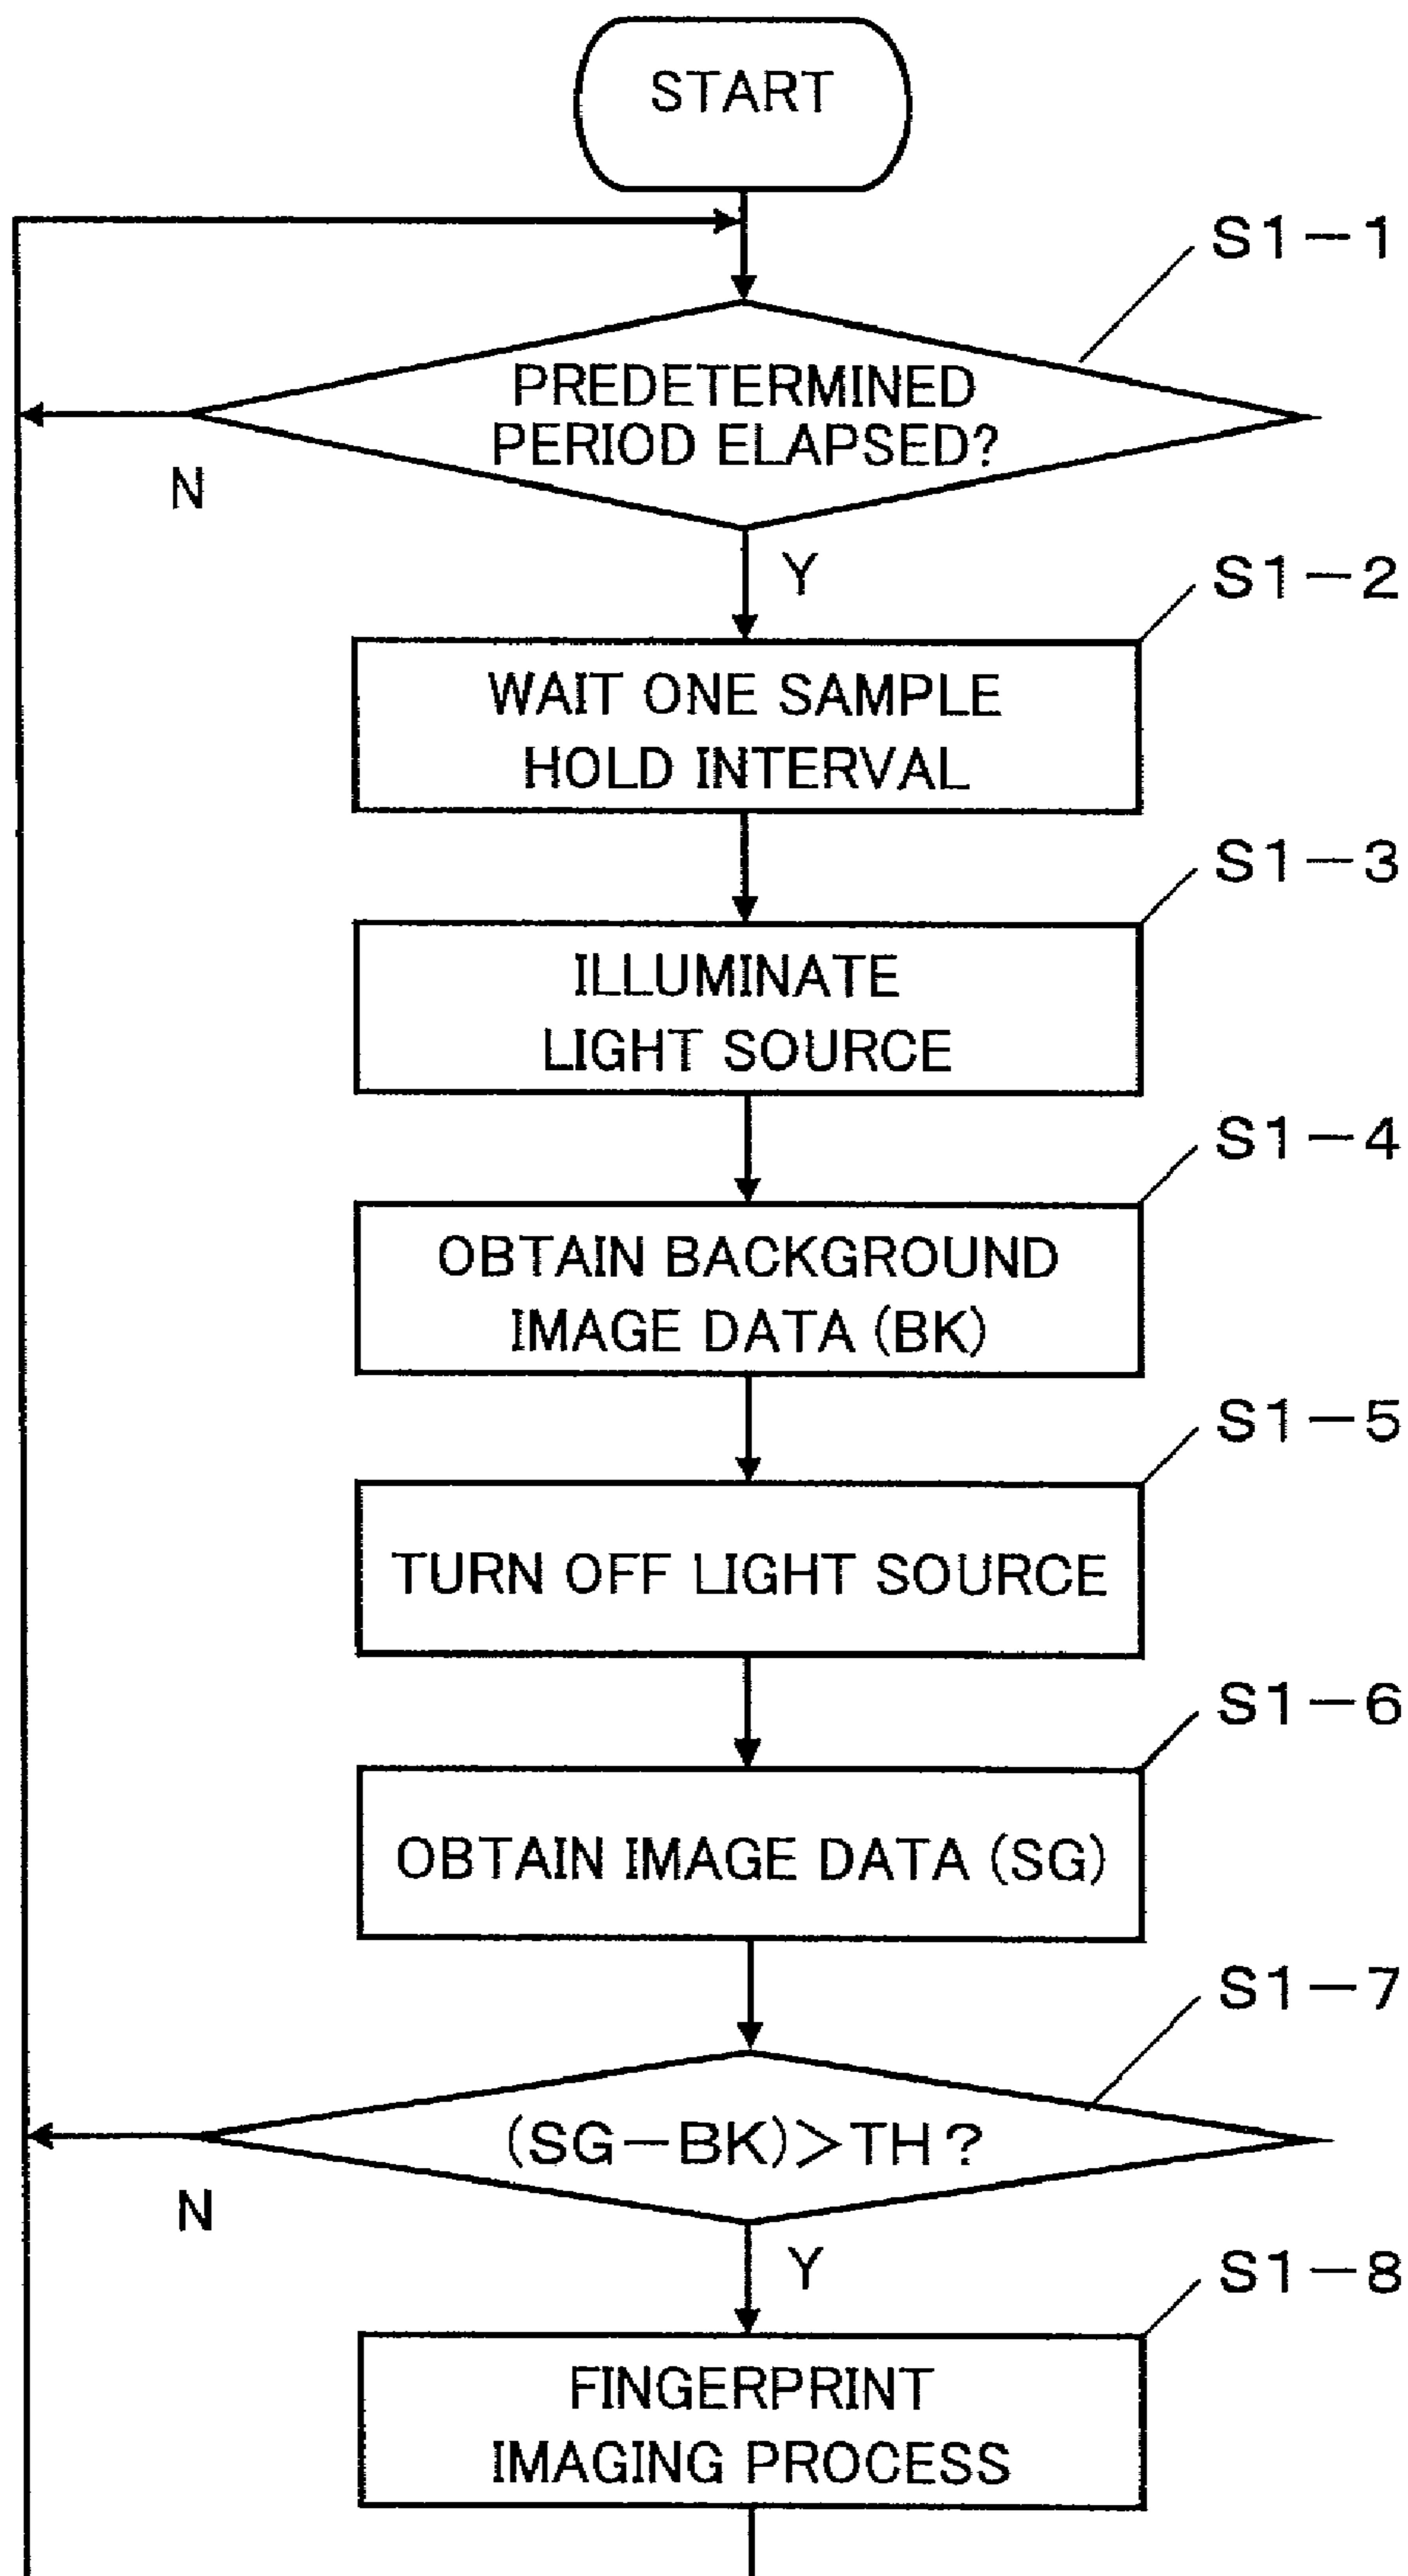 START
S1-1
PREDETERMINED
PERIOD ELAPSED?
N
Y
S1-2
WAIT ONE SAMPLE
HOLD INTERVAL
S1-3
ILLUMINATE
LIGHT SOURCE
S1-4
OBTAIN BACKGROUND
IMAGE DATA (BK)
S1-5
TURN OFF LIGHT SOURCE
S1-6
OBTAIN IMAGE DATA (SG)
S1-7
(SG-BK)>TH?
N
Y
S1-8
FINGERPRINT
IMAGING PROCESS